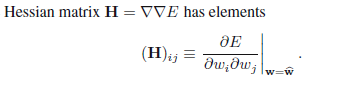 Hessian matrix H = ∇∇E has elements
(H)ij ≡ ∂E / ∂wi∂wj |w=ŵ .